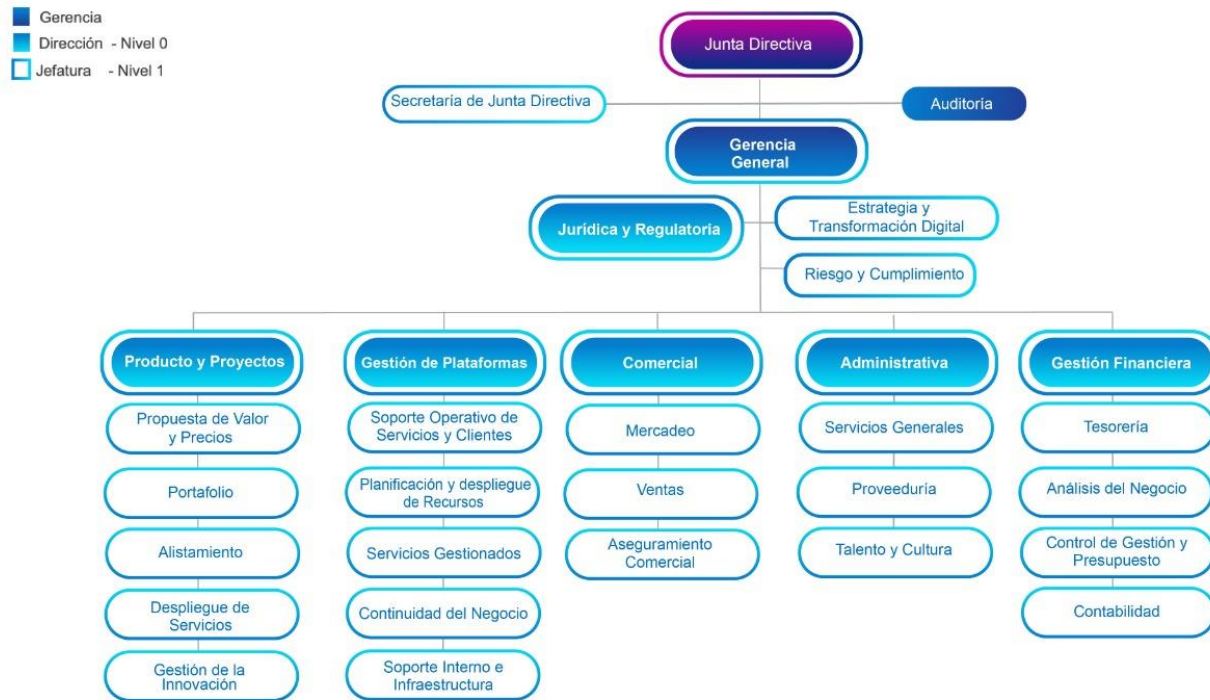 Gerencia
Dirección - Nivel 0
Jefatura - Nivel 1
Junta Directiva
Secretaría de Junta Directiva
Auditoría
Gerencia
General
Jurídica y Regulatoria
Estrategia y
Transformación Digital
Riesgo y Cumplimiento
Producto y Proyectos
Propuesta de Valor
y Precios
Portafolio
Alistamiento
Despliegue de
Servicios
Gestión de la
Innovación
Gestión de Plataformas
Soporte Operativo de
Servicios y Clientes
Planificación y despliegue
de Recursos
Servicios Gestionados
Continuidad del Negocio
Soporte Interno e
Infraestructura
Comercial
Mercadeo
Ventas
Aseguramiento
Comercial
Administrativa
Servicios Generales
Proveeduría
Talento y Cultura
Gestión Financiera
Tesorería
Análisis del Negocio
Control de Gestión y
Presupuesto
Contabilidad